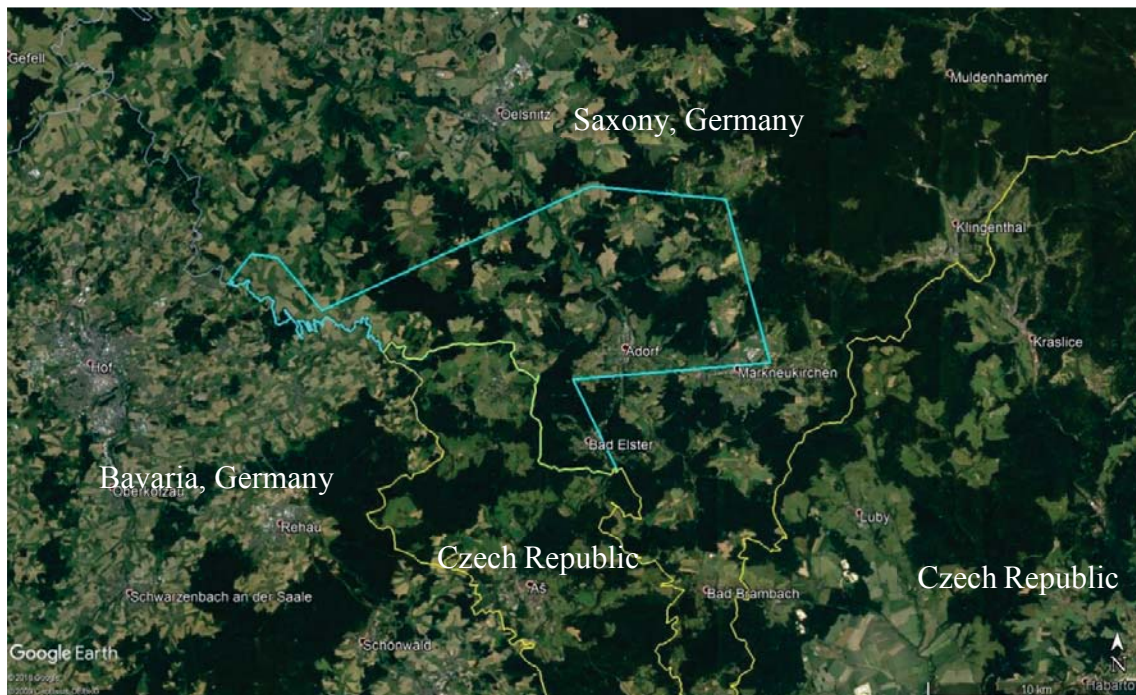 Gefell
Muldenhammer
Oelsnitz
Saxony, Germany
Klingenthal
Kraslice
Adorf
Hof
Markneukirchen
Bad Elster
Bavaria, Germany
Oberkotzau
Luby
Rehau
Czech Republic
Czech Republic
Aš
Bad Brambach
Schwarzenbach an der Saale
Schönwald
Google Earth
N
10 km